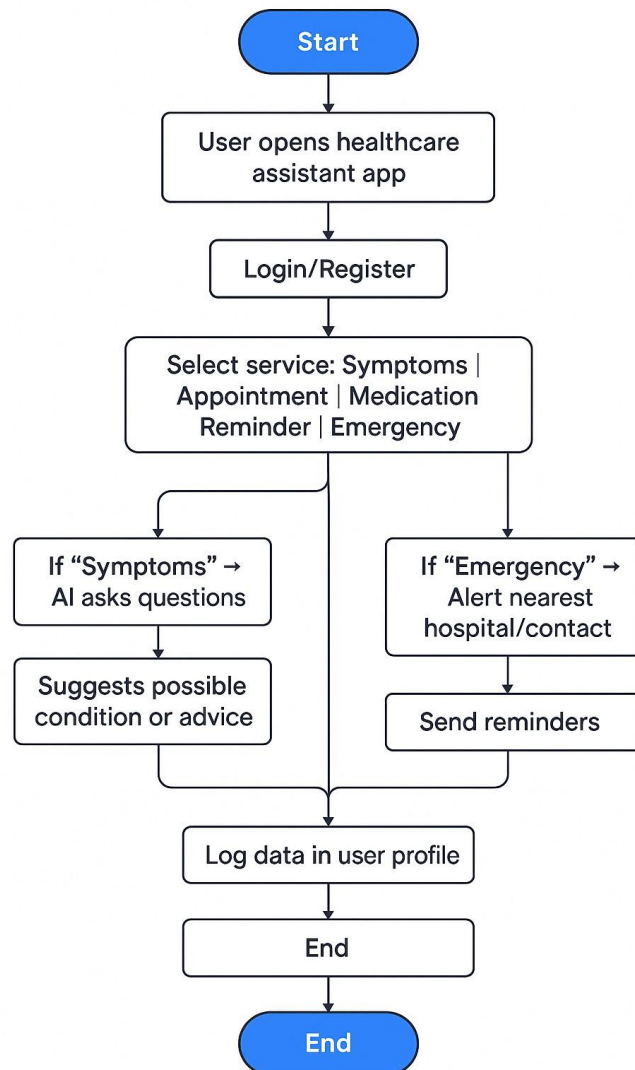 Start
User opens healthcare
assistant app
Login/Register
Select service: Symptoms |
Appointment | Medication
Reminder | Emergency
If “Symptoms” →
AI asks questions
Suggests possible
condition or advice
If “Emergency” →
Alert nearest
hospital/contact
Send reminders
Log data in user profile
End
End